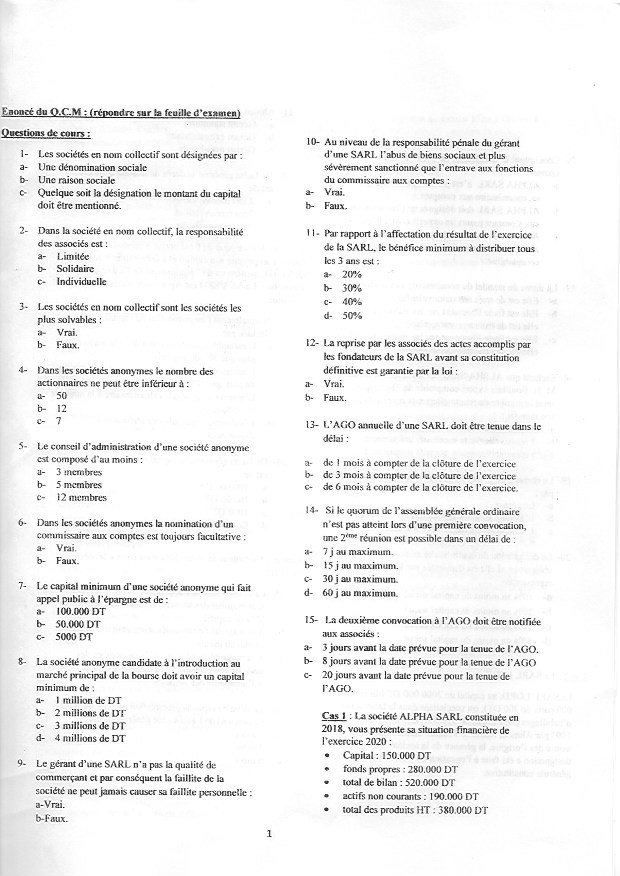 Enoncé du Q.C.M : (répondre sur la feuille d'examen)
Questions de cours :
1- Les sociétés en nom collectif sont désignées par :
a- Une dénomination sociale
b- Une raison sociale
c- Quelque soit la désignation le montant du capital
doit être mentionné.
2- Dans la société en nom collectif, la responsabilité
des associés est :
a- Limitée
b- Solidaire
c- Individuelle
3- Les sociétés en nom collectif sont les sociétés les
plus solvables :
a- Vrai.
b- Faux.
4- Dans les sociétés anonymes le nombre des
actionnaires ne peut être inférieur à :
a- 50
b- 12
c- 7
5- Le conseil d'administration d'une société anonyme
est composé d'au moins :
a- 3 membres
b- 5 membres
c- 12 membres
6- Dans les sociétés anonymes la nomination d'un
commissaire aux comptes est toujours facultative :
a- Vrai.
b- Faux.
7- Le capital minimum d'une société anonyme qui fait
appel public à l'épargne est de :
a- 100.000 DT
b- 50.000 DT
c- 5000 DT
8- La société anonyme candidate à l'introduction au
marché principal de la bourse doit avoir un capital
minimum de :
a- 1 million de DT
b- 2 millions de DT
c- 3 millions de DT
d- 4 millions de DT
9- Le gérant d'une SARL n'a pas la qualité de
commerçant et par conséquent la faillite de la
société ne peut jamais causer sa faillite personnelle :
a-Vrai.
b-Faux.
10- Au niveau de la responsabilité pénale du gérant
d'une SARL l'abus de biens sociaux et plus
sévèrement sanctionné que l'entrave aux fonctions
du commissaire aux comptes :
a- Vrai.
b- Faux.
11- Par rapport à l'affectation du résultat de l'exercice
de la SARL, le bénéfice minimum à distribuer tous
les 3 ans est :
a- 20%
b- 30%
c- 40%
d- 50%
12- La reprise par les associés des actes accomplis par
les fondateurs de la SARL avant sa constitution
définitive est garantie par la loi :
a- Vrai.
b- Faux.
13- L'AGO annuelle d'une SARL doit être tenue dans le
délai :
a- de 1 mois à compter de la clôture de l'exercice
b- de 3 mois à compter de la clôture de l'exercice
c- de 6 mois à compter de la clôture de l'exercice.
14- Si le quorum de l'assemblée générale ordinaire
n'est pas atteint lors d'une première convocation,
une 2ème réunion est possible dans un délai de :
a- 7 j au maximum.
b- 15 j au maximum.
c- 30 j au maximum.
d- 60 j au maximum.
15- La deuxième convocation à l'AGO doit être notifiée
aux associés :
a- 3 jours avant la date prévue pour la tenue de l'AGO.
b- 8 jours avant la date prévue pour la tenue de l'AGO
c- 20 jours avant la date prévue pour la tenue de
l'AGO.
Cas 1 : La société ALPHA SARL constituée en
2018, vous présente sa situation financière de
l'exercice 2020 :
• Capital : 150.000 DT
• fonds propres : 280.000 DT
• total de bilan : 520.000 DT
• actifs non courants : 190.000 DT
• total des produits HT : 380.000 DT
1